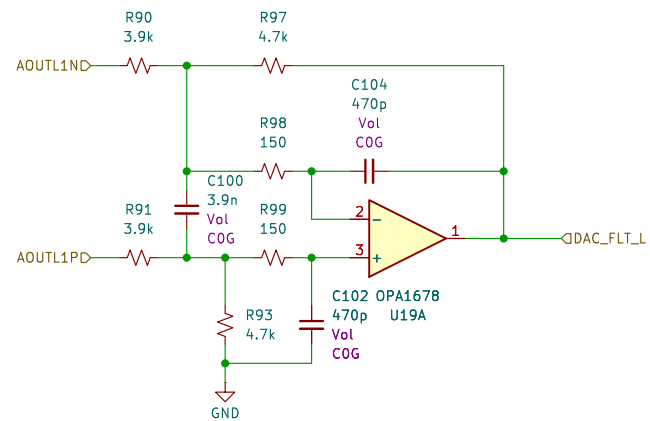 R90
3.9k
R97
4.7k
AOUTL1N
C104
470p
Vol
C0G
R98
150
C100
3.9n
Vol
C0G
R91
3.9k
R99
150
2
-
1
3
+
AOUTL1P
DAC_FLT_L
C102
470p
Vol
C0G
OPA1678
U19A
R93
4.7k
GND